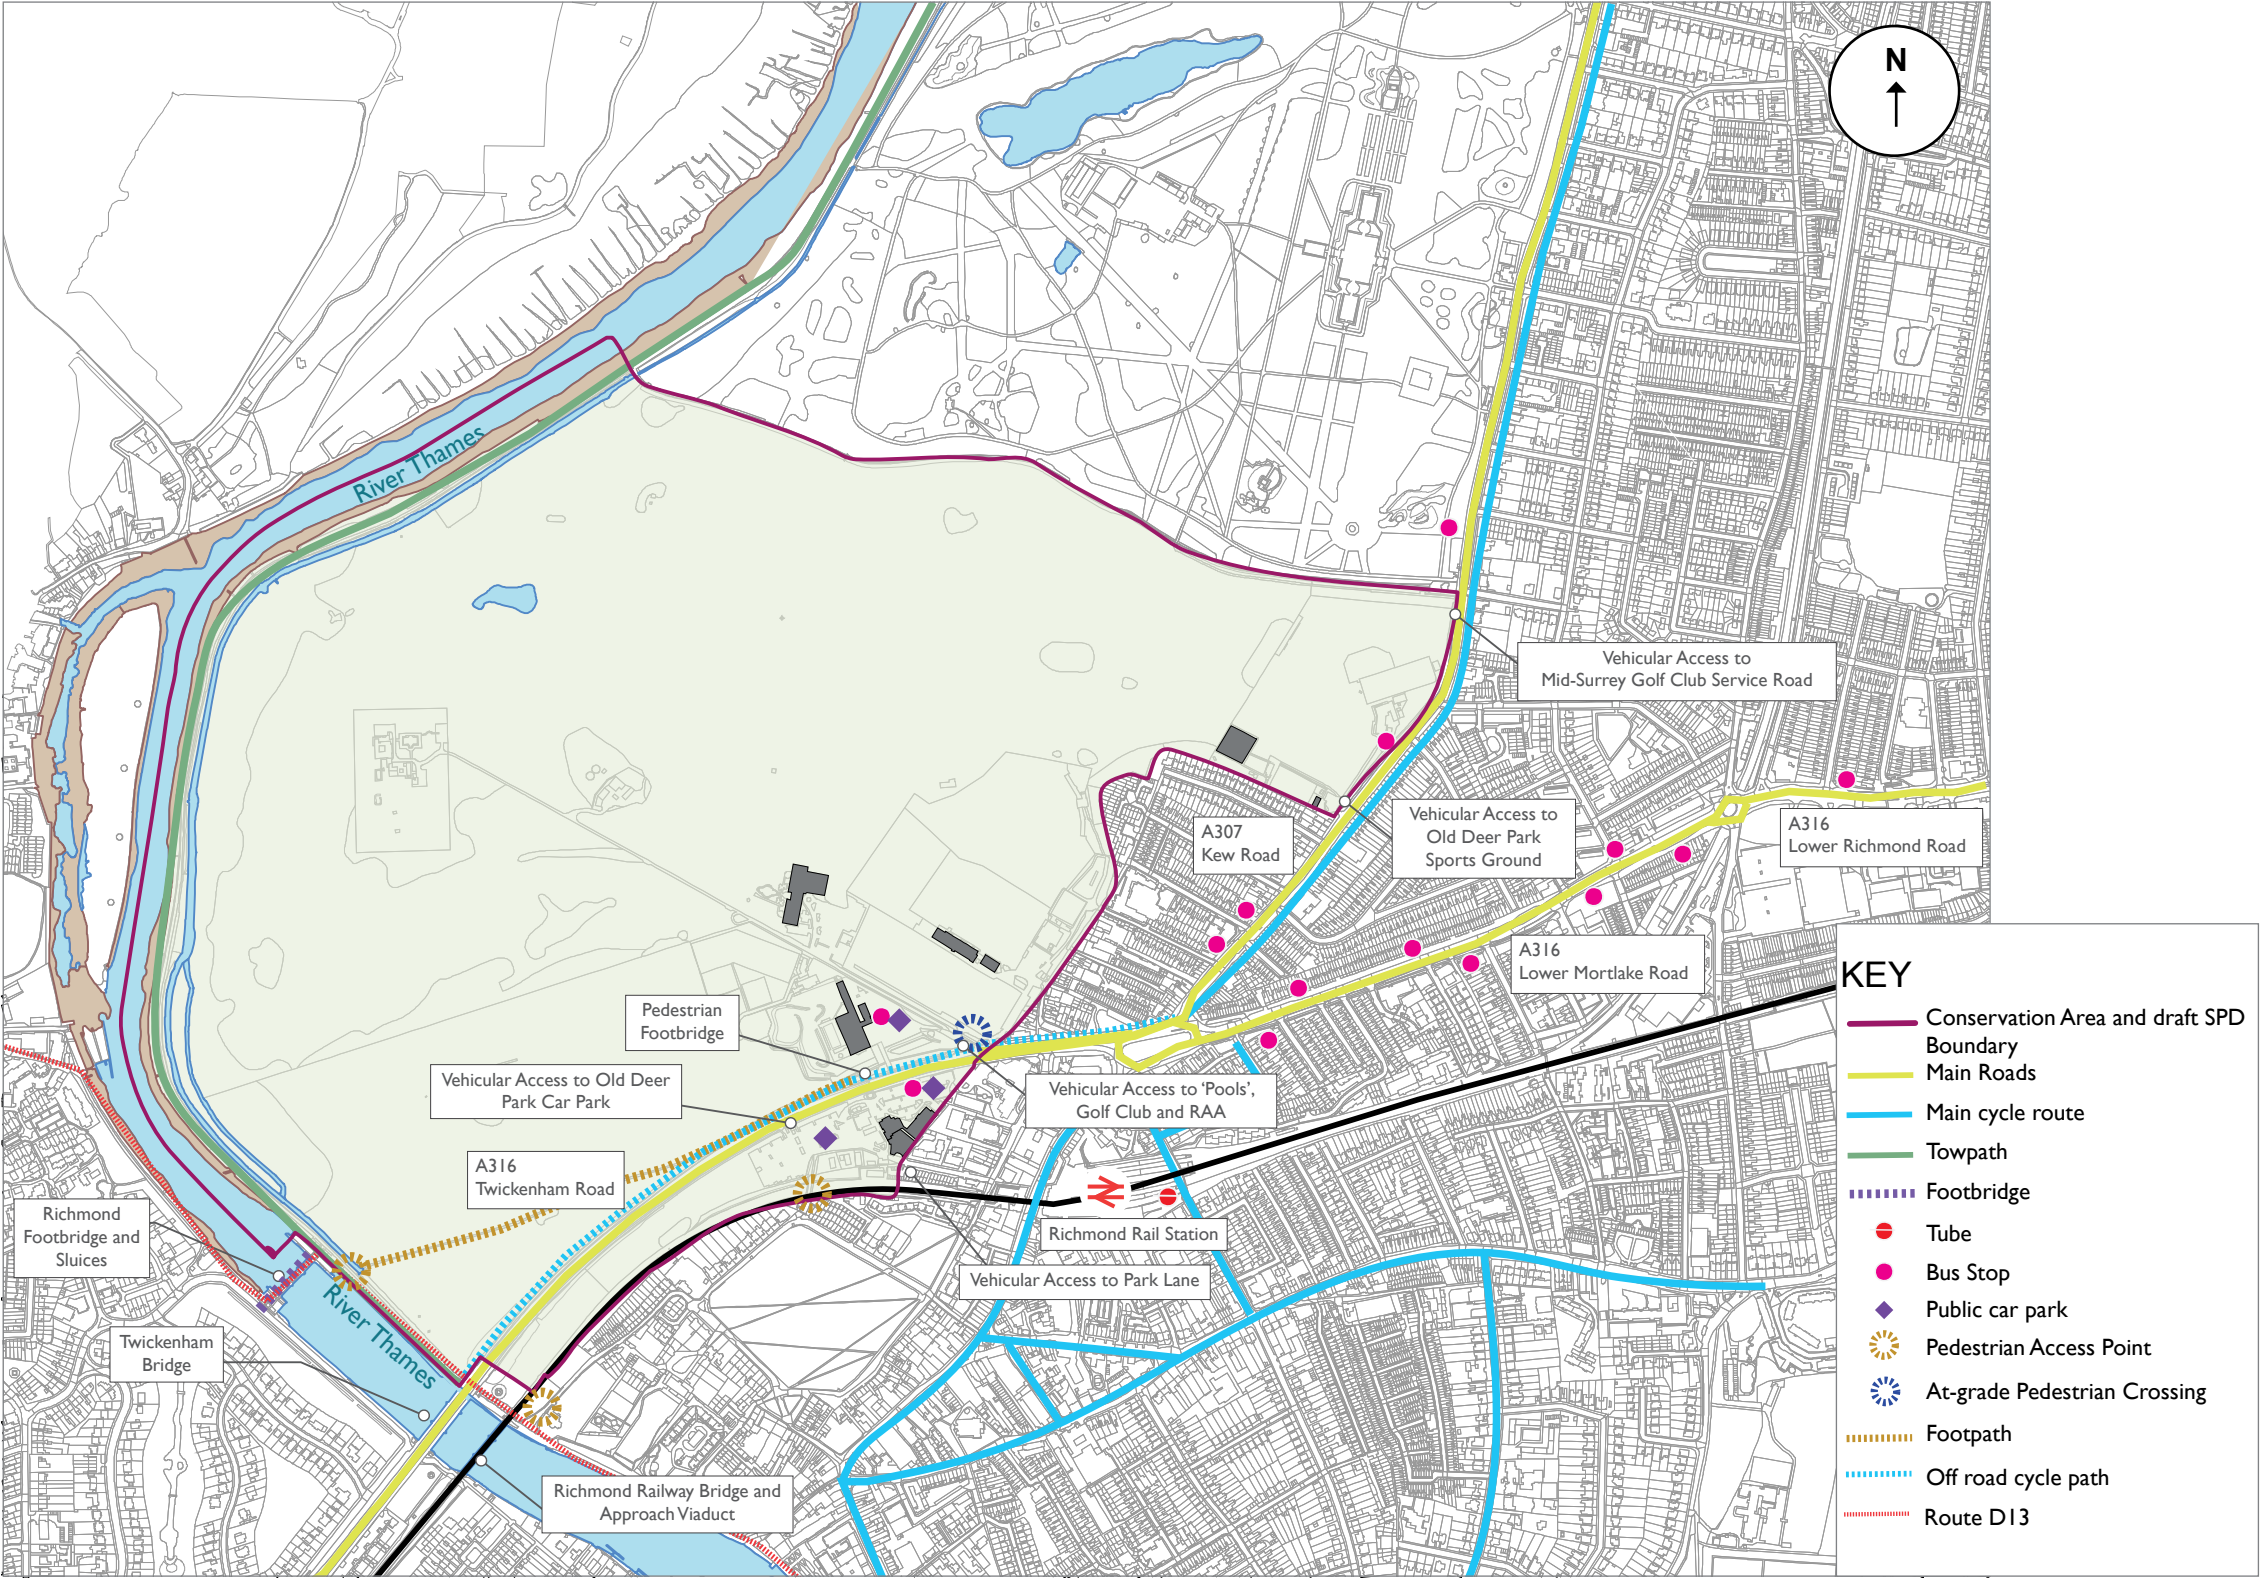 N
River Thames
Vehicular Access to
Mid-Surrey Golf Club Service Road
A307
Kew Road
Vehicular Access to
Old Deer Park
Sports Ground
A316
Lower Richmond Road
A316
Lower Mortlake Road
Pedestrian
Footbridge
Vehicular Access to Old Deer
Park Car Park
Vehicular Access to ‘Pools’,
Golf Club and RAA
A316
Twickenham Road
Richmond
Footbridge and
Sluices
Richmond Rail Station
Vehicular Access to Park Lane
River Thames
Twickenham
Bridge
Richmond Railway Bridge and
Approach Viaduct
KEY
Conservation Area and draft SPD
Boundary
Main Roads
Main cycle route
Towpath
Footbridge
Tube
Bus Stop
Public car park
Pedestrian Access Point
At-grade Pedestrian Crossing
Footpath
Off road cycle path
Route D13